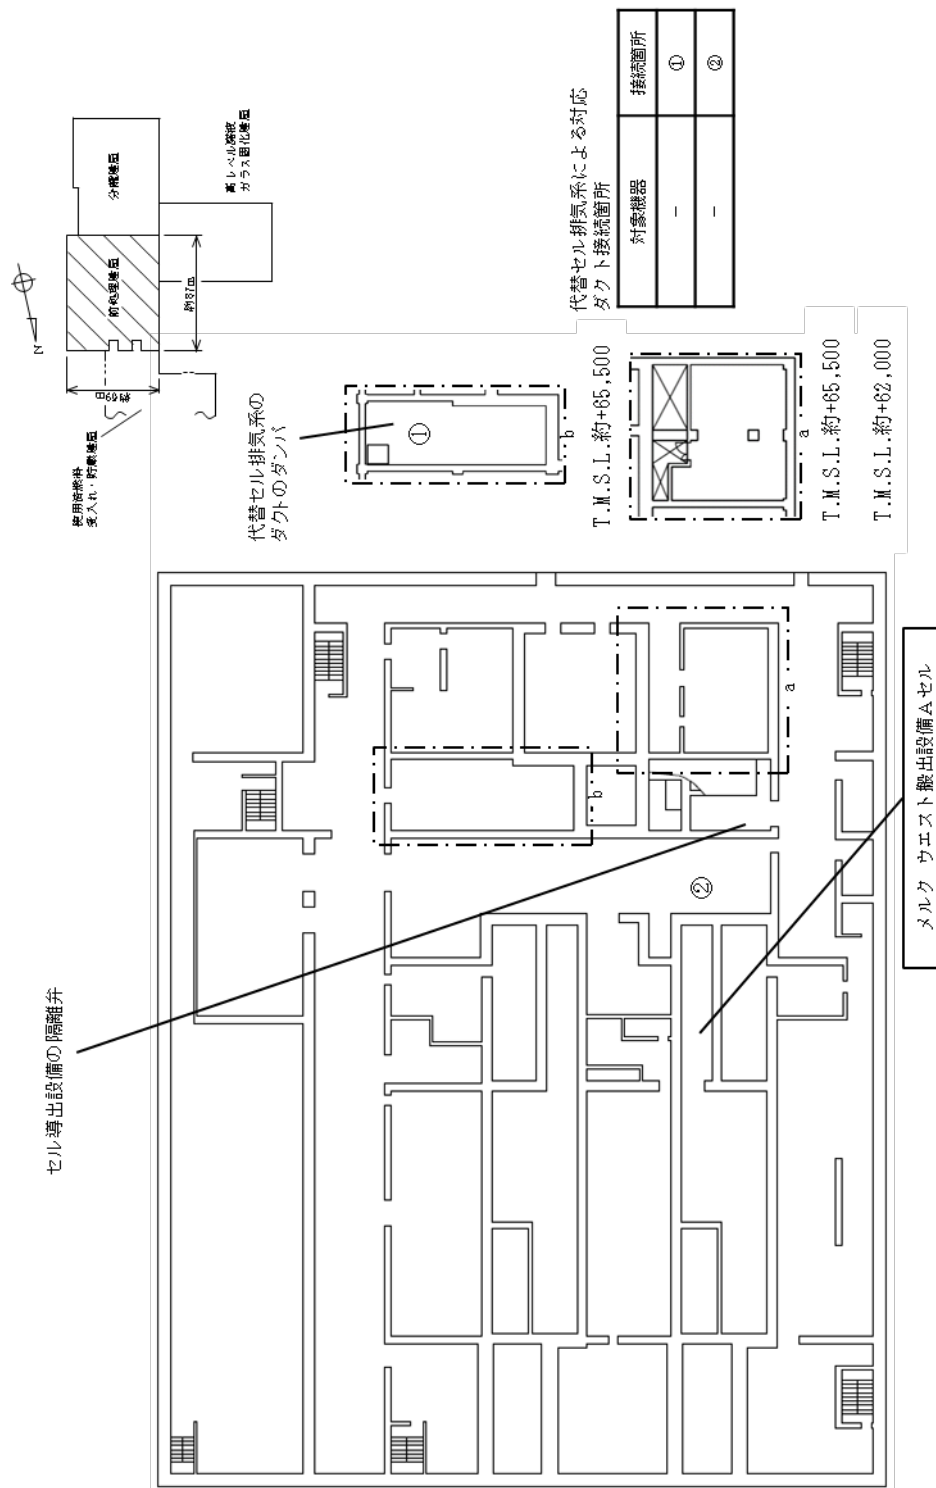 使用済燃料
受入れ・貯蔵建屋
約69m
N
前処理建屋
約87m
分離建屋
高レベル廃液
ガラス固化建屋
代替セル排気系の
ダクトのダンパ
①
b
T.M.S.L.約+65,500
a
T.M.S.L.約+65,500
T.M.S.L.約+62,000
代替セル排気系による対応
ダクト接続箇所
対象機器 接続箇所
－ ①
－ ②
セル導出設備の隔離弁
b
a
②
メルク ウエスト搬出設備Aセル